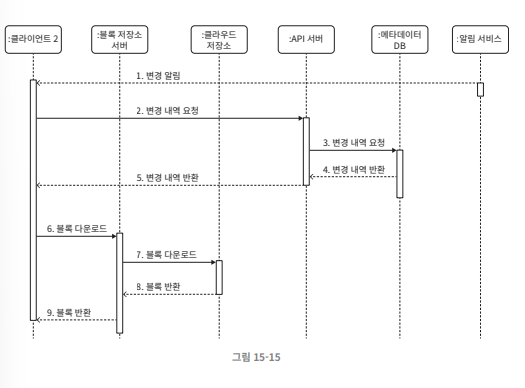 :클라이언트 2
:블록 저장소
서버
:클라우드
저장소
:API 서버
:메타데이터
DB
:알림 서비스
1. 변경 알림
2. 변경 내역 요청
3. 변경 내역 요청
4. 변경 내역 반환
5. 변경 내역 반환
6. 블록 다운로드
7. 블록 다운로드
8. 블록 반환
9. 블록 반환
그림 15-15